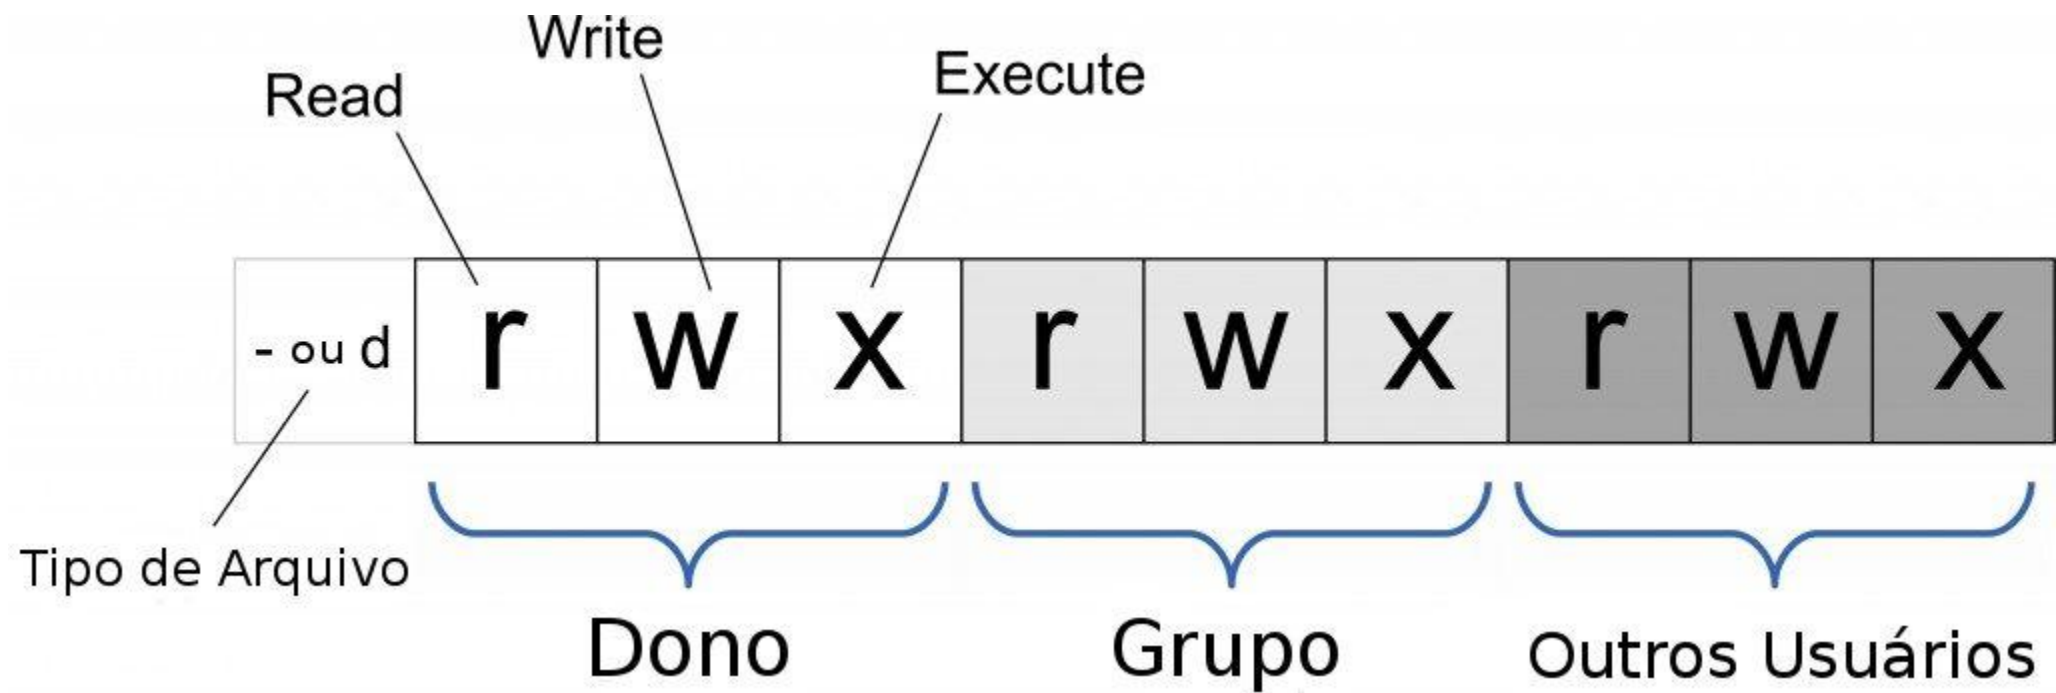 Write
Execute
Read
- ou d r w x r w x r w x
Tipo de Arquivo
Dono Grupo Outros Usuários